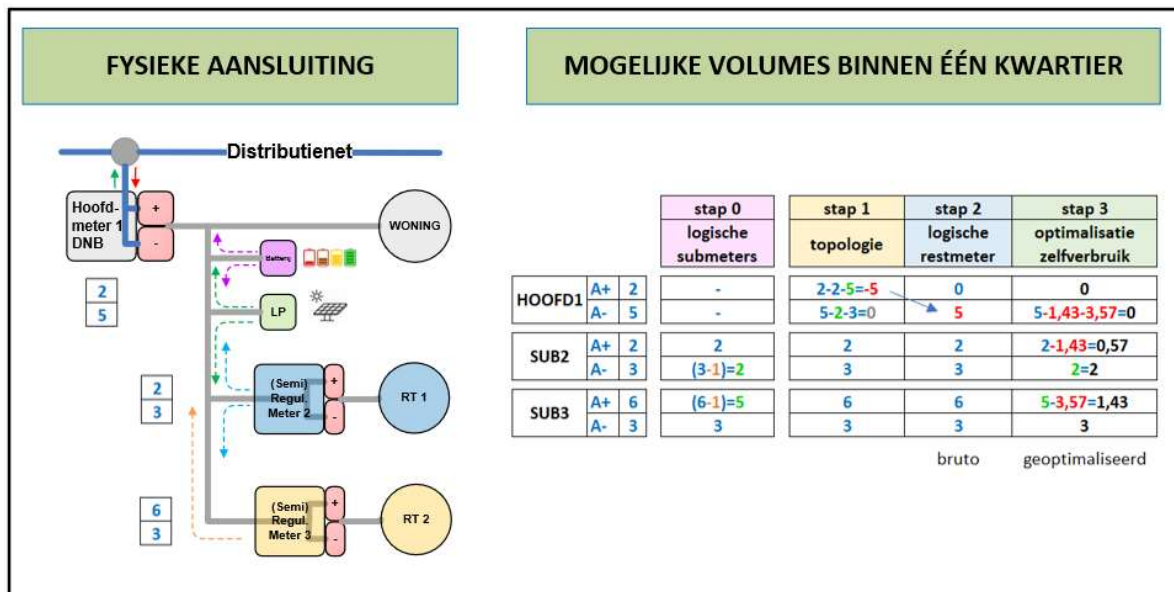 FYSIEKE AANSLUITING
MOGELIJKE VOLUMES BINNEN ÉÉN KWARTIER
Distributienet
Hoofd-
meter 1
DNB
+
-
WONING
Battery
LP
2
5
(Semi)
Regul.
Meter 2
+
-
RT 1
2
3
(Semi)
Regul.
Meter 3
+
-
RT 2
6
3
stap 0 stap 1 stap 2 stap 3
logische submeters topologie logische restmeter optimalisatie zelfverbruik
HOOFD1 A+ 2 - 2-2-5=-5 0 0
A- 5 - 5-2-3=0 5 5-1,43-3,57=0
SUB2 A+ 2 2 2 2 2-1,43=0,57
A- 3 (3-1)=2 3 3 2=2
SUB3 A+ 6 (6-1)=5 6 6 5-3,57=1,43
A- 3 3 3 3 3
bruto geoptimaliseerd